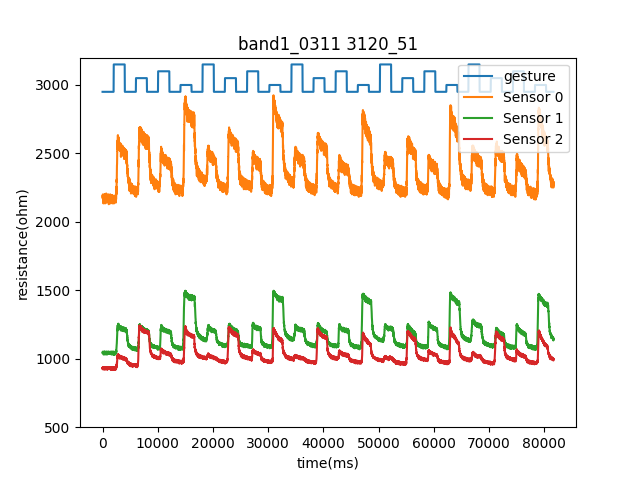 band1_0311 3120_51
gesture
Sensor 0
Sensor 1
Sensor 2
3000
2500
2000
1500
1000
500
resistance(ohm)
0
10000
20000
30000
40000
50000
60000
70000
80000
time(ms)